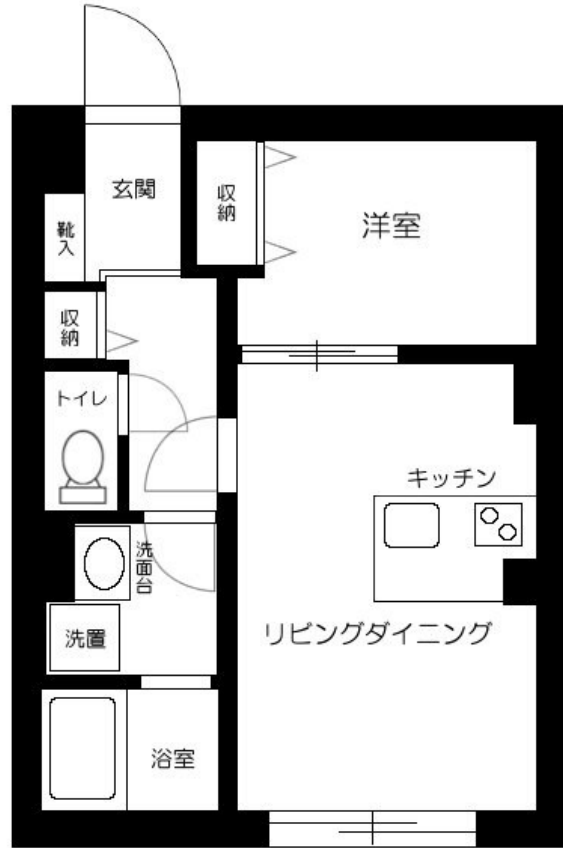 玄関
収納
洋室
靴入
収納
トイレ
キッチン
洗面台
リビングダイニング
洗置
浴室